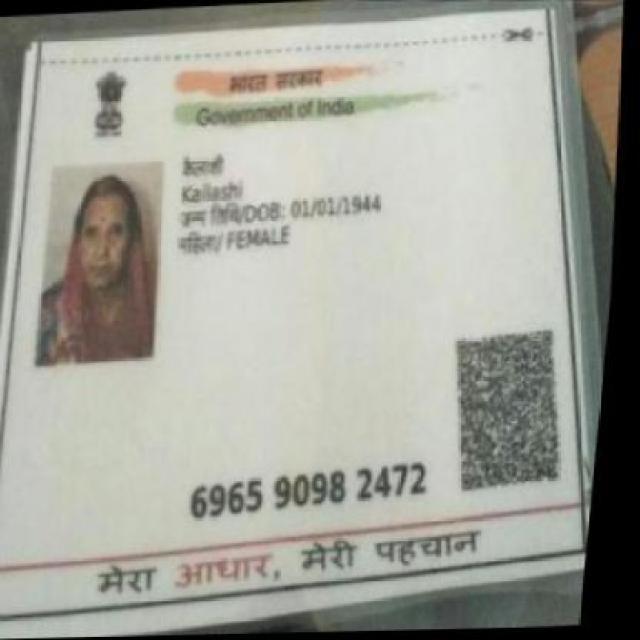 भारत सरकार
Government of India
कैलाशी
Kailashi
जन्म तिथि/DOB: 01/01/1944
महिला/ FEMALE
6965 9098 2472
मेरा आधार, मेरी पहचान